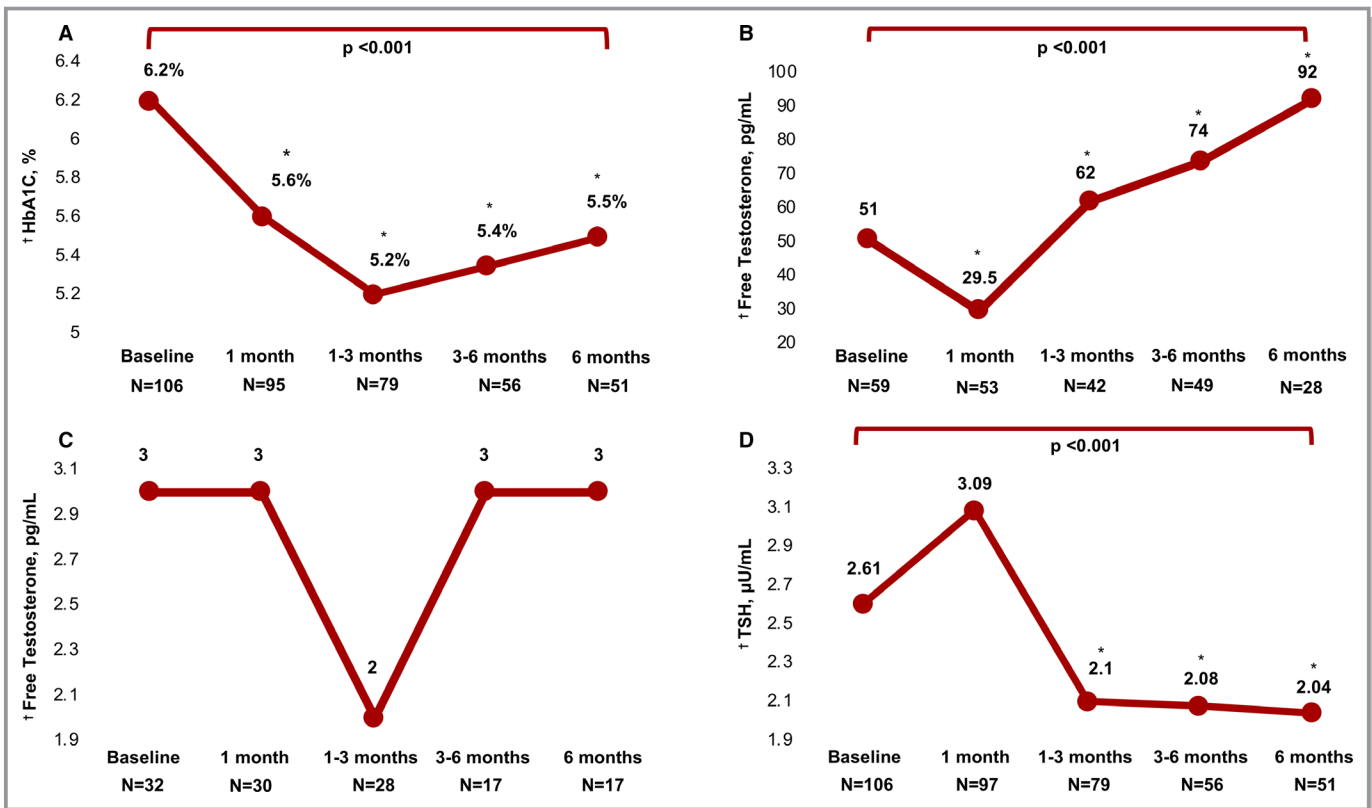 A
p <0.001
† HbA1C, %
6.4
6.2
6
5.8
5.6
5.4
5.2
5
6.2%
*
5.6%
*
5.2%
*
5.4%
*
5.5%
Baseline 1 month 1-3 months 3-6 months 6 months
N=106 N=95 N=79 N=56 N=51
B
p <0.001
† Free Testosterone, pg/mL
100
90
80
70
60
50
40
30
20
51
*
29.5
*
62
*
74
*
92
Baseline 1 month 1-3 months 3-6 months 6 months
N=59 N=53 N=42 N=49 N=28
C
† Free Testosterone, pg/mL
3.1
2.9
2.7
2.5
2.3
2.1
1.9
3 3 2 3 3
Baseline 1 month 1-3 months 3-6 months 6 months
N=32 N=30 N=28 N=17 N=17
D
p <0.001
† TSH, μU/mL
3.3
3.1
2.9
2.7
2.5
2.3
2.1
1.9
2.61
3.09
*
2.1
*
2.08
*
2.04
Baseline 1 month 1-3 months 3-6 months 6 months
N=106 N=97 N=79 N=56 N=51